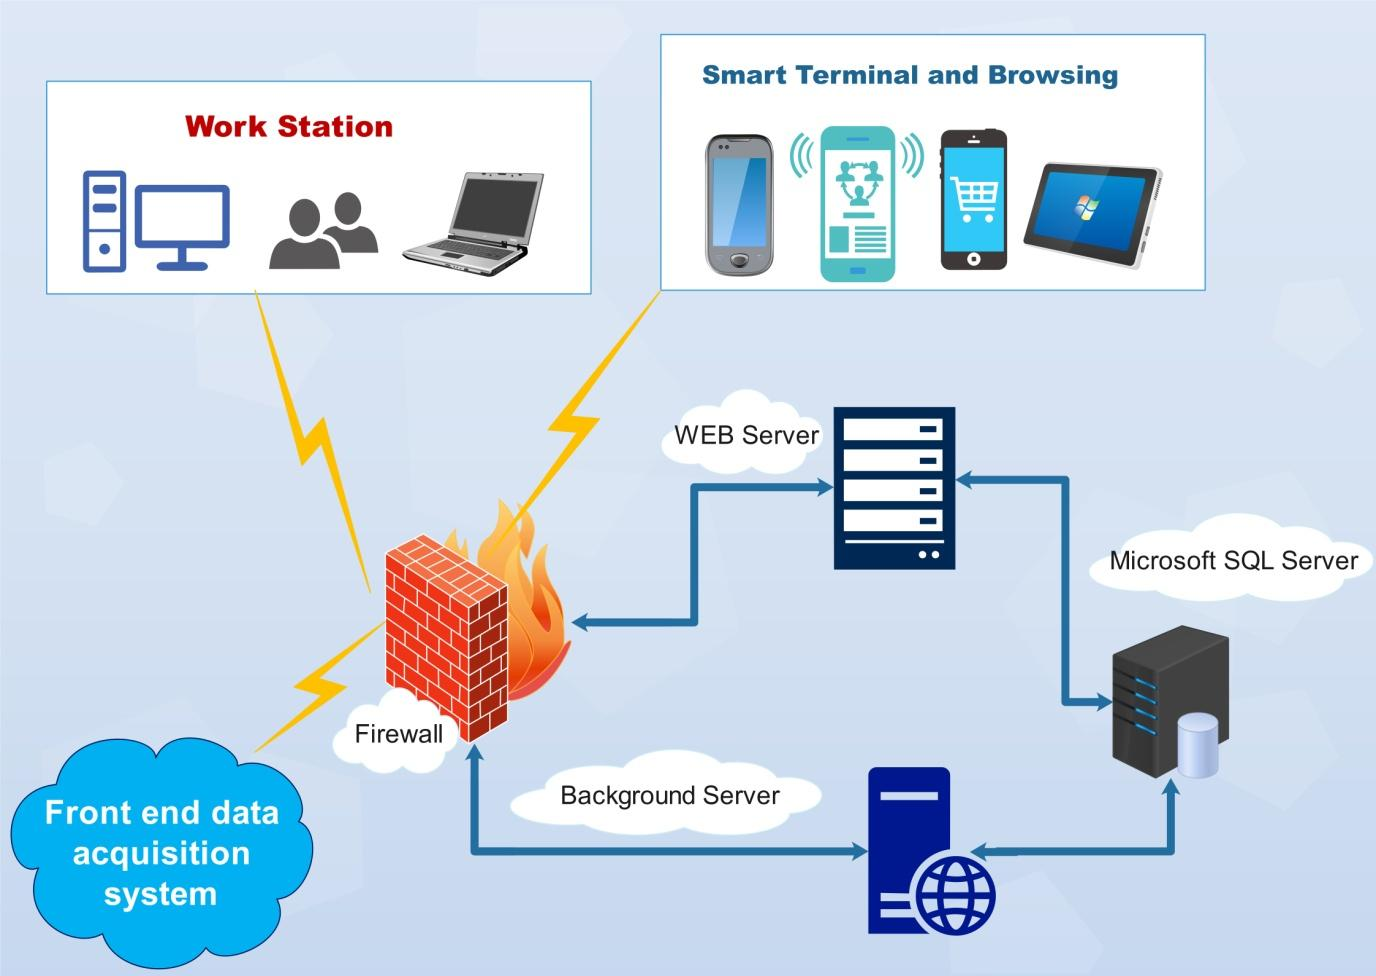 Smart Terminal and Browsing
Work Station
WEB Server
Microsoft SQL Server
Firewall
Background Server
Front end data
acquisition
system